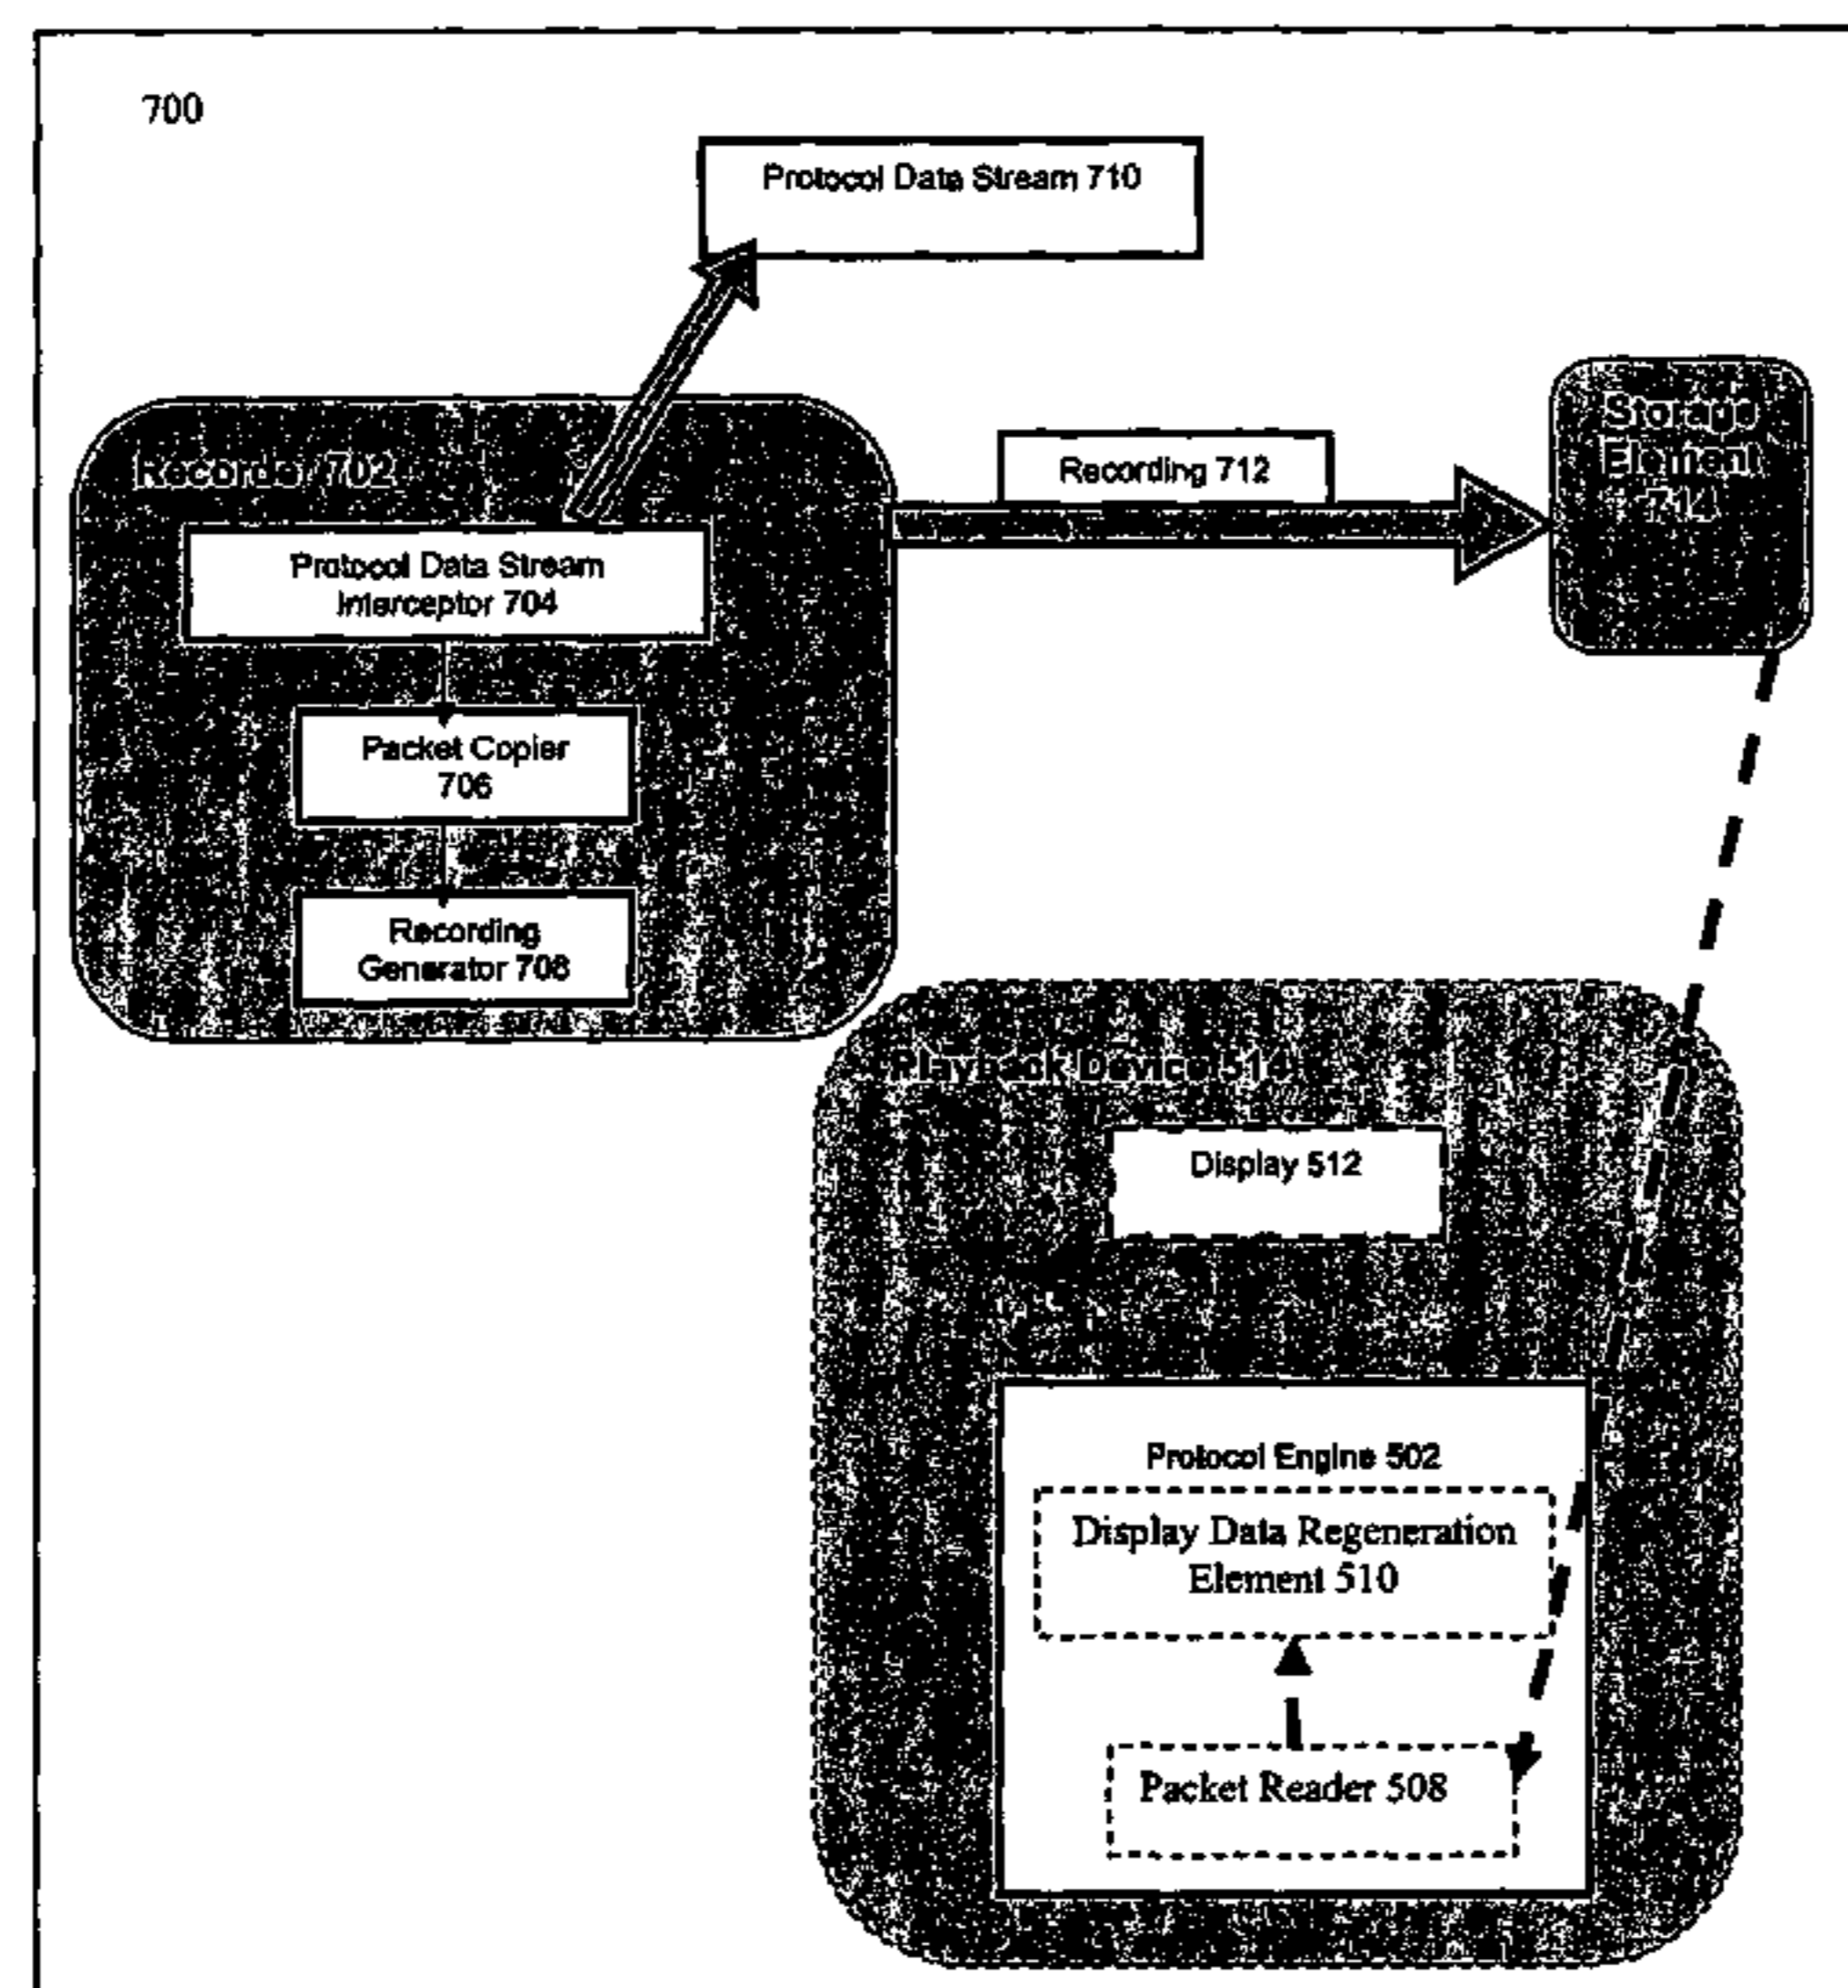 700
Protocol Data Stream 710
Recorder 702
Recording 712
Storage
Element
714
Protocol Data Stream
Interceptor 704
Packet Copier
706
Recording
Generator 708
Playback Device 514
Display 512
Protocol Engine 502
Display Data Regeneration
Element 510
Packet Reader 508